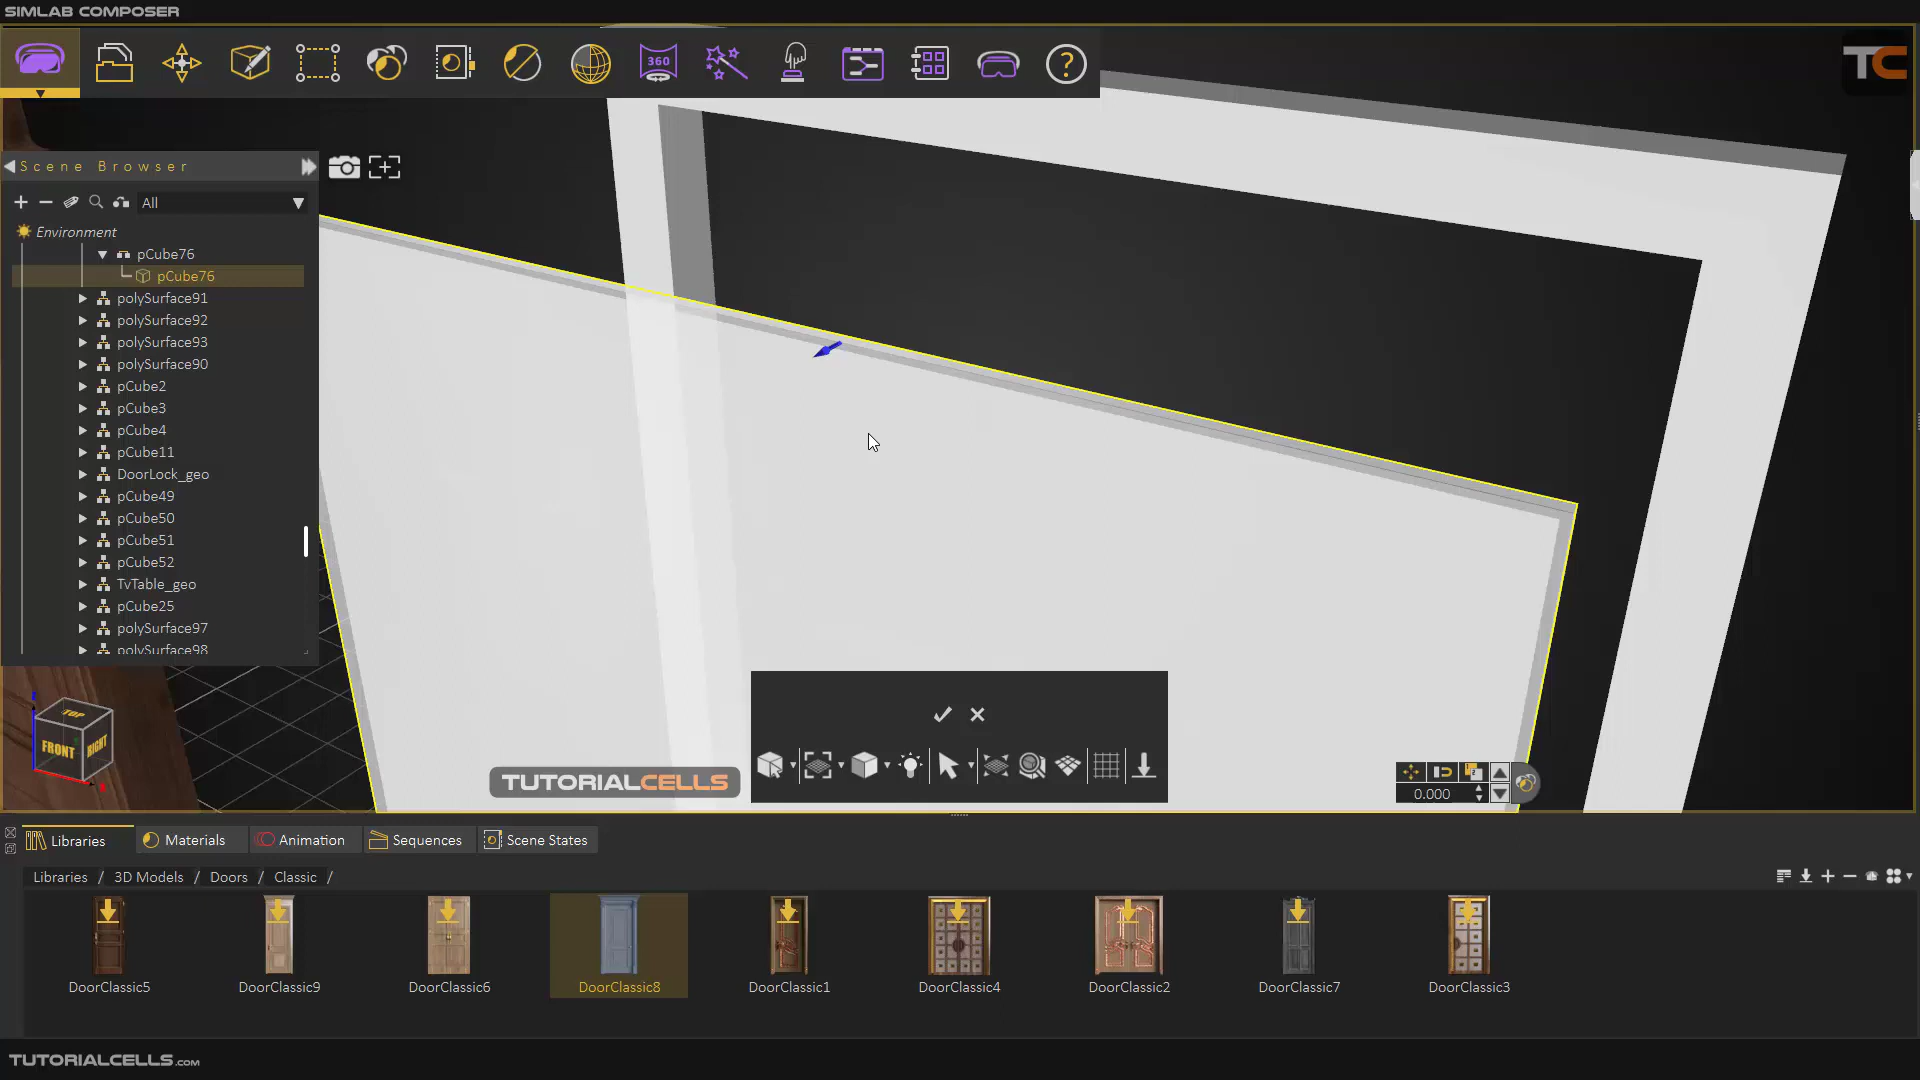 SIMLAB COMPOSER
360
?
TC
Scene Browser
All
Environment
pCube76
pCube76
polySurface91
polySurface92
polySurface93
polySurface90
pCube2
pCube3
pCube4
pCube11
DoorLock_geo
pCube49
pCube50
pCube51
pCube52
TvTable_geo
pCube25
polySurface97
polySurface98
TOP
FRONT
RIGHT
TUTORIALCELLS
0.000
Libraries
Materials
Animation
Sequences
Scene States
Libraries / 3D Models / Doors / Classic /
DoorClassic5
DoorClassic9
DoorClassic6
DoorClassic8
DoorClassic1
DoorClassic4
DoorClassic2
DoorClassic7
DoorClassic3
TUTORIALCELLS.COM